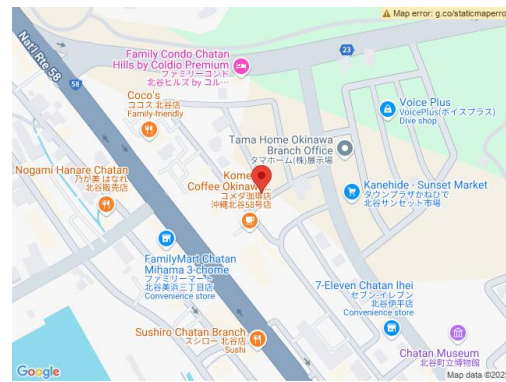 ⚠ Map error: g.co/staticmaperro
Nat'l Rte 58
58
23
Family Condo Chatan
Hills by Coldio Premium
ファミリーコンド
北谷ヒルズ by コル…
Coco's
ココス 北谷店
Family-friendly
Voice Plus
VoicePlus(ボイスプラス)
Dive shop
Tama Home Okinawa
Branch Office
タマホーム(株)展示場
Nogami Hanare Chatan
乃が美 はなれ
北谷販売店
Kome
Coffee Okinaw...
コメダ珈琲店
沖縄北谷58号店
Kanehide - Sunset Market
タウンプラザかねひで
北谷サンセット市場
FamilyMart Chatan
Mihama 3-chome
ファミリーマート
北谷美浜三丁目店
Convenience store
7-Eleven Chatan Ihei
セブン-イレブン
北谷伊平店
Convenience store
Sushiro Chatan Branch
スシロー 北谷店
Sushi
Chatan Museum
北谷町立博物館
Google
Map data ©202